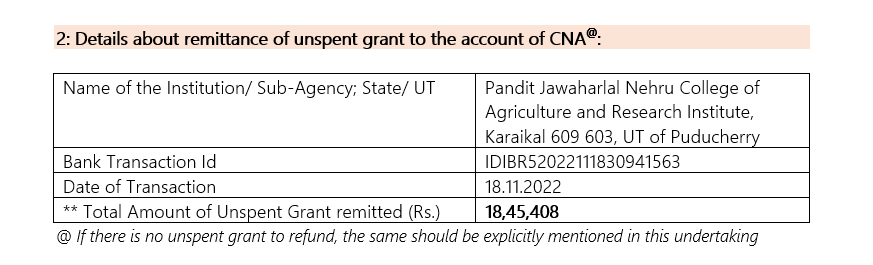 2: Details about remittance of unspent grant to the account of CNA@:
Name of the Institution/ Sub-Agency; State/ UT
Pandit Jawaharlal Nehru College of
Agriculture and Research Institute,
Karaikal 609 603, UT of Puducherry
Bank Transaction Id
IDIBR52022111830941563
Date of Transaction
18.11.2022
** Total Amount of Unspent Grant remitted (Rs.)
18,45,408
@ If there is no unspent grant to refund, the same should be explicitly mentioned in this undertaking